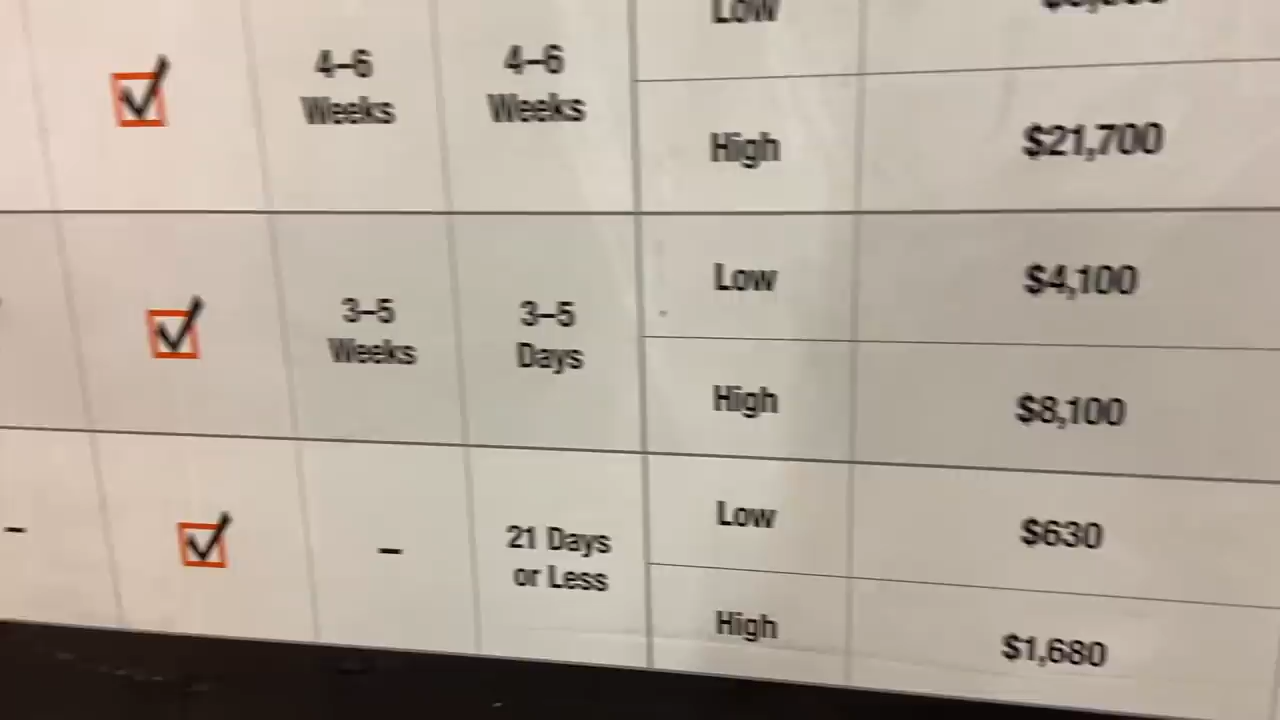 Low
4–6
Weeks
4–6
Weeks
High
$21,700
Low
$4,100
3–5
Weeks
3–5
Days
High
$8,100
Low
$630
–
–
21 Days
or Less
High
$1,680